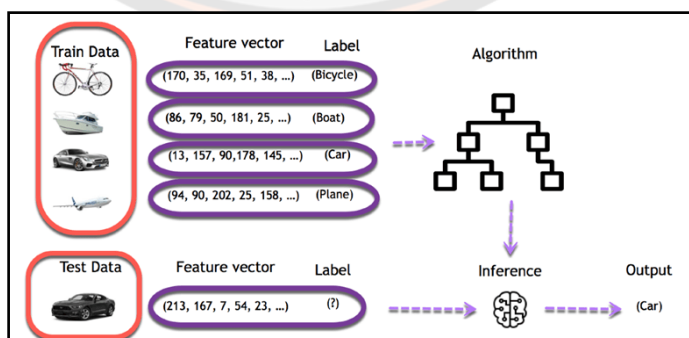 Train Data
Feature vector
Label
Algorithm
(170, 35, 169, 51, 38, ...)
(Bicycle)
(86, 79, 50, 181, 25, ...)
(Boat)
(13, 157, 90,178, 145, ...)
(Car)
(94, 90, 202, 25, 158, ...)
(Plane)
Test Data
Feature vector
Label
Inference
Output
(213, 167, 7, 54, 23, ...)
(?)
(Car)